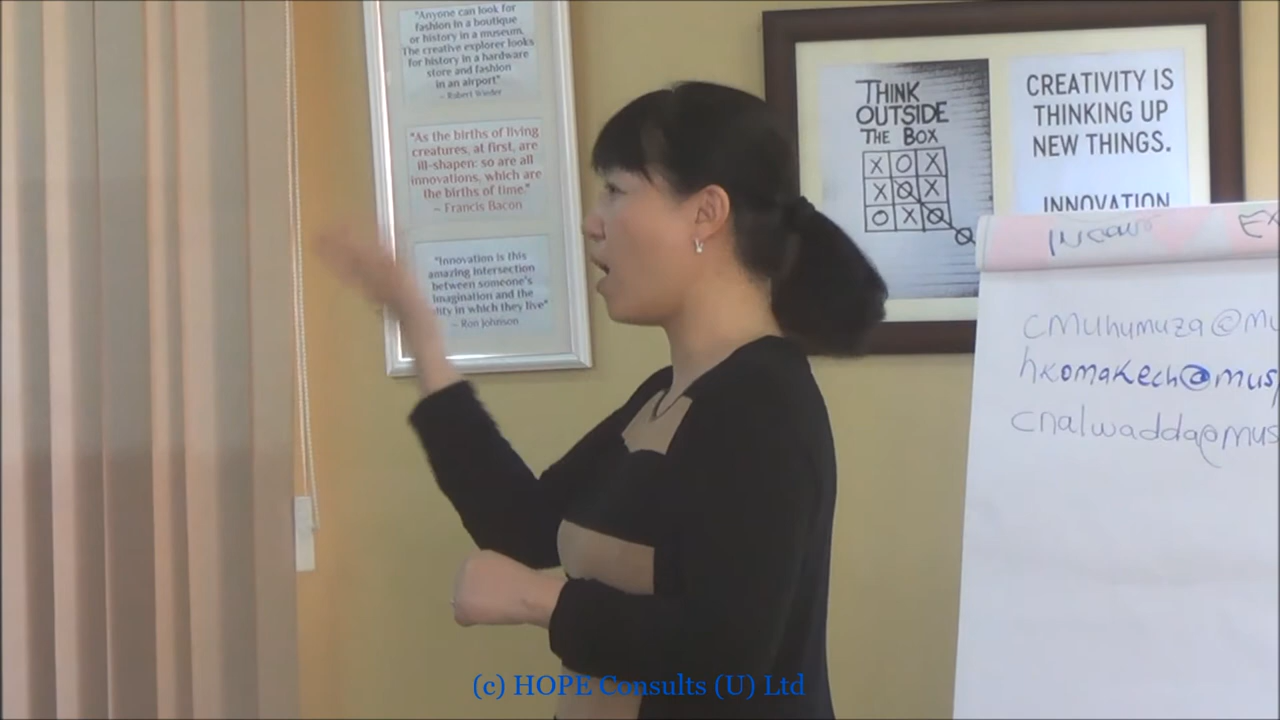 "Anyone can look for
fashion in a boutique
or history in a museum.
The creative explorer looks
for history in a hardware
store and fashion
in an airport"
~ Robert Wieder
"As the births of living
creatures, at first, are
ill-shapen: so are all
innovations, which are
the births of time."
~ Francis Bacon
"Innovation is this
amazing intersection
between someone's
imagination and the
lity in which they live"
~ Ron Johnson
THINK
OUTSIDE
THE BOX
X O X
X O X
O X O
O
CREATIVITY IS
THINKING UP
NEW THINGS.
INNOVATION
cmuhumuza@mu
hkomakech@musp
cnalwadda@mus
(c) HOPE Consults (U) Ltd